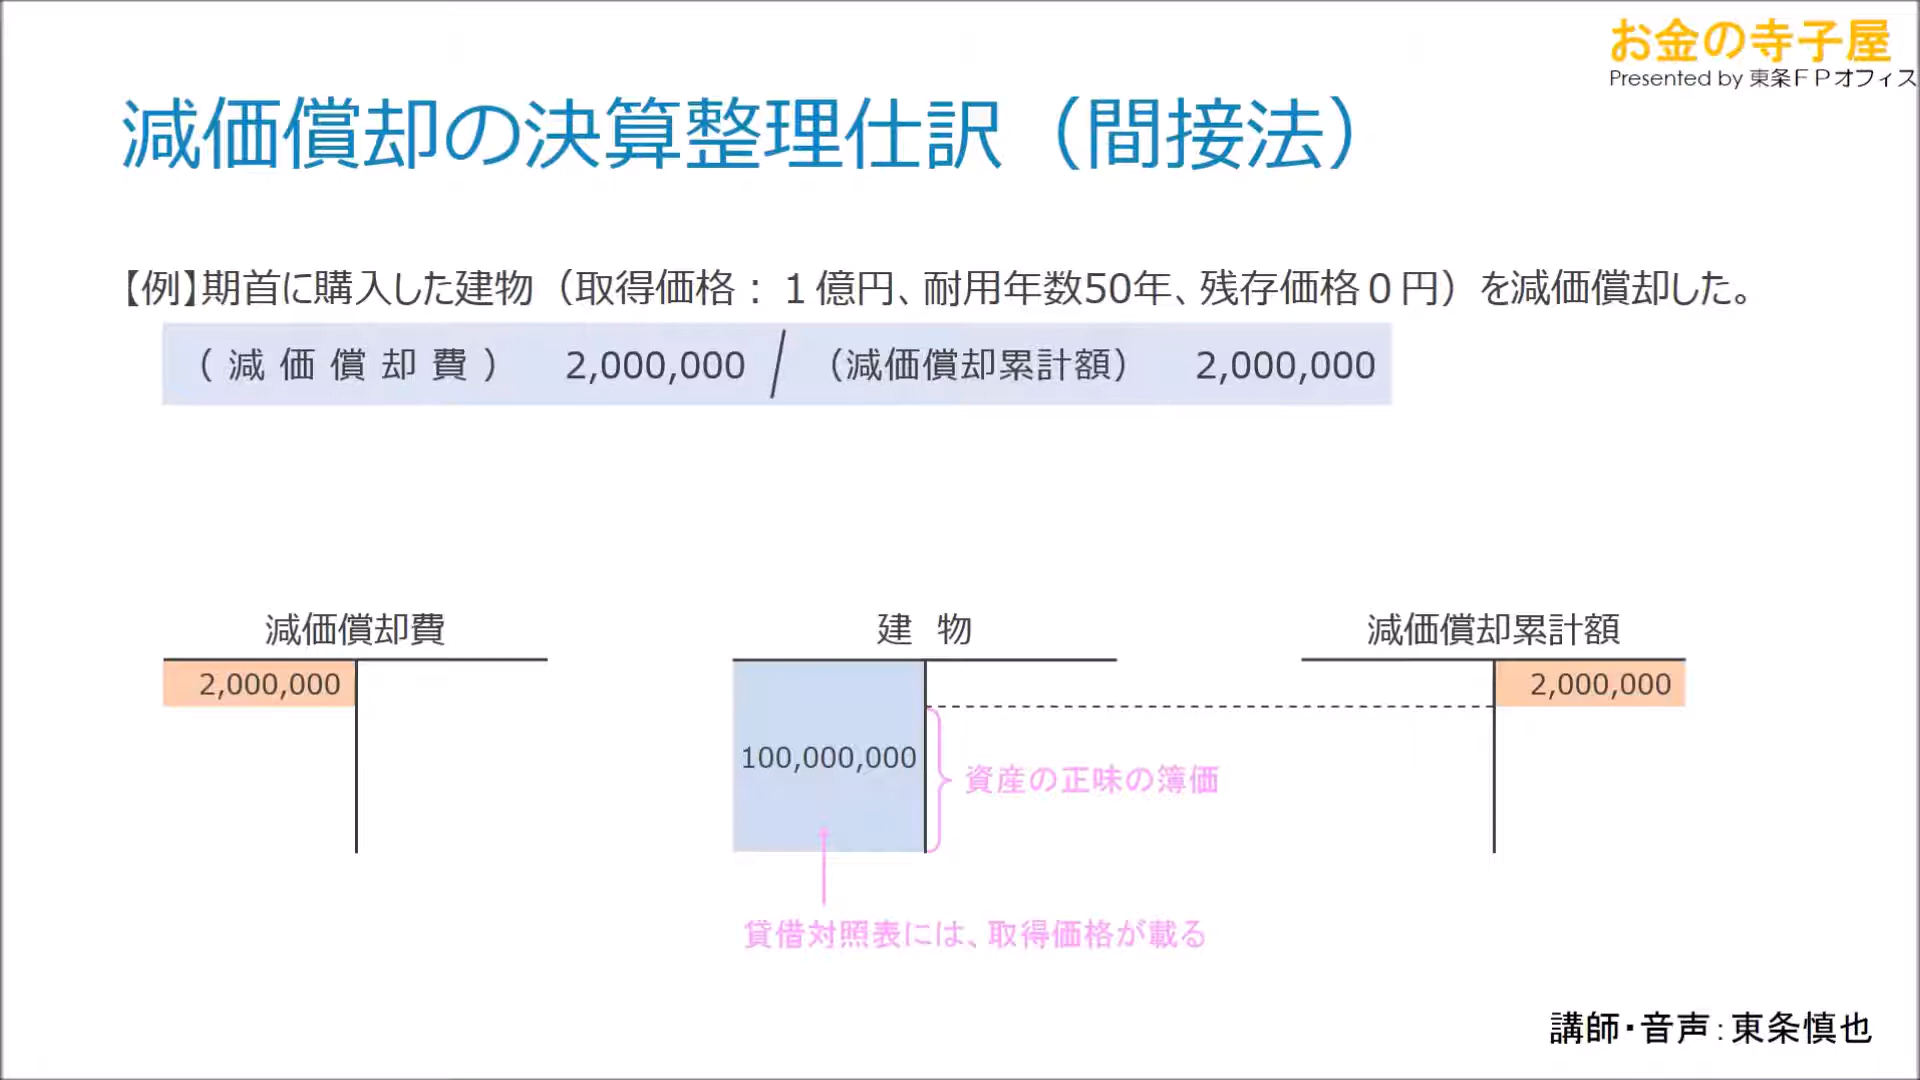 お金の寺子屋
Presented by 東条ＦＰオフィス
減価償却の決算整理仕訳（間接法）
【例】期首に購入した建物（取得価格：１億円、耐用年数50年、残存価格０円）を減価償却した。
（減価償却費） 2,000,000 / （減価償却累計額） 2,000,000
減価償却費 建物 減価償却累計額
2,000,000 2,000,000
100,000,000
資産の正味の簿価
貸借対照表には、取得価格が載る
講師・音声：東条慎也